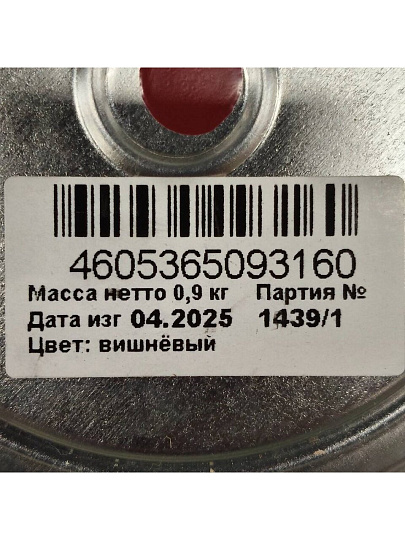 4605365093160
Масса нетто 0,9 кг Партия №
Дата изг 04.2025 1439/1
Цвет: вишнёвый